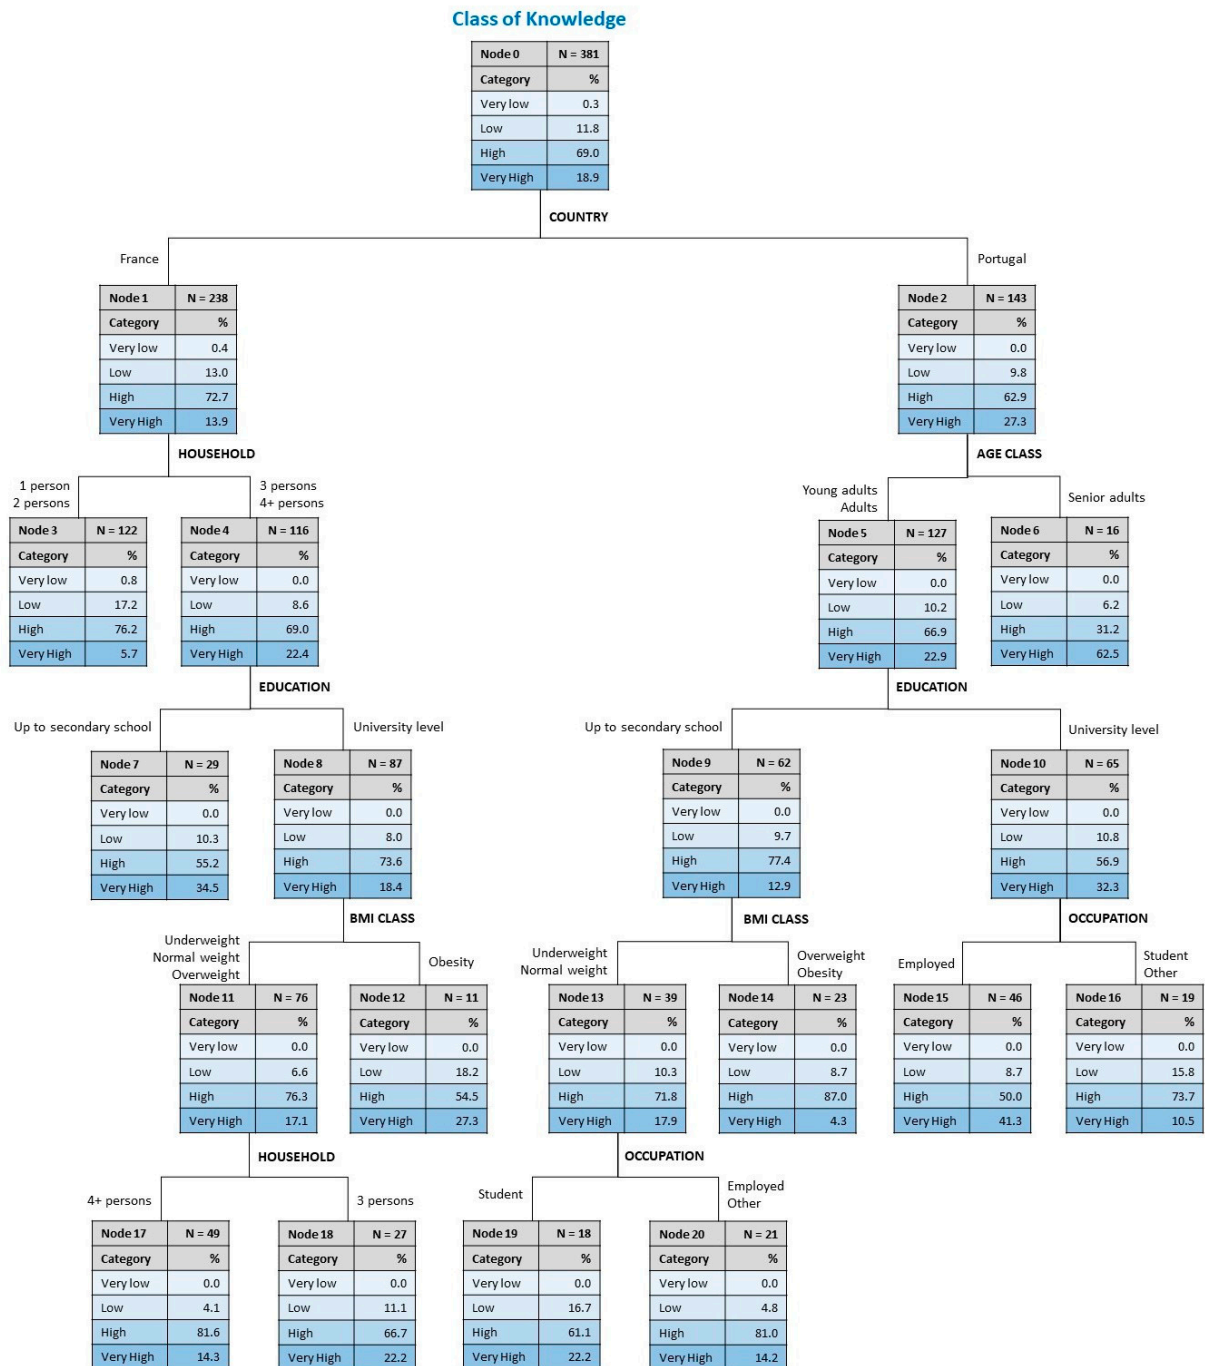 Class of Knowledge
Node 0 N = 381
Category %
Very low 0.3
Low 11.8
High 69.0
Very High 18.9
COUNTRY
France
Portugal
Node 1 N = 238
Category %
Very low 0.4
Low 13.0
High 72.7
Very High 13.9
Node 2 N = 143
Category %
Very low 0.0
Low 9.8
High 62.9
Very High 27.3
HOUSEHOLD
AGE CLASS
1 person
2 persons
3 persons
4+ persons
Young adults
Adults
Senior adults
Node 3 N = 122
Category %
Very low 0.8
Low 17.2
High 76.2
Very High 5.7
Node 4 N = 116
Category %
Very low 0.0
Low 8.6
High 69.0
Very High 22.4
Node 5 N = 127
Category %
Very low 0.0
Low 10.2
High 66.9
Very High 22.9
Node 6 N = 16
Category %
Very low 0.0
Low 6.2
High 31.2
Very High 62.5
EDUCATION
EDUCATION
Up to secondary school
University level
Up to secondary school
University level
Node 7 N = 29
Category %
Very low 0.0
Low 10.3
High 55.2
Very High 34.5
Node 8 N = 87
Category %
Very low 0.0
Low 8.0
High 73.6
Very High 18.4
Node 9 N = 62
Category %
Very low 0.0
Low 9.7
High 77.4
Very High 12.9
Node 10 N = 65
Category %
Very low 0.0
Low 10.8
High 56.9
Very High 32.3
BMI CLASS
BMI CLASS
OCCUPATION
Underweight
Normal weight
Overweight
Obesity
Underweight
Normal weight
Overweight
Obesity
Employed
Student
Other
Node 11 N = 76
Category %
Very low 0.0
Low 6.6
High 76.3
Very High 17.1
Node 12 N = 11
Category %
Very low 0.0
Low 18.2
High 54.5
Very High 27.3
Node 13 N = 39
Category %
Very low 0.0
Low 10.3
High 71.8
Very High 17.9
Node 14 N = 23
Category %
Very low 0.0
Low 8.7
High 87.0
Very High 4.3
Node 15 N = 46
Category %
Very low 0.0
Low 8.7
High 50.0
Very High 41.3
Node 16 N = 19
Category %
Very low 0.0
Low 15.8
High 73.7
Very High 10.5
HOUSEHOLD
OCCUPATION
4+ persons
3 persons
Student
Employed
Other
Node 17 N = 49
Category %
Very low 0.0
Low 4.1
High 81.6
Very High 14.3
Node 18 N = 27
Category %
Very low 0.0
Low 11.1
High 66.7
Very High 22.2
Node 19 N = 18
Category %
Very low 0.0
Low 16.7
High 61.1
Very High 22.2
Node 20 N = 21
Category %
Very low 0.0
Low 4.8
High 81.0
Very High 14.2